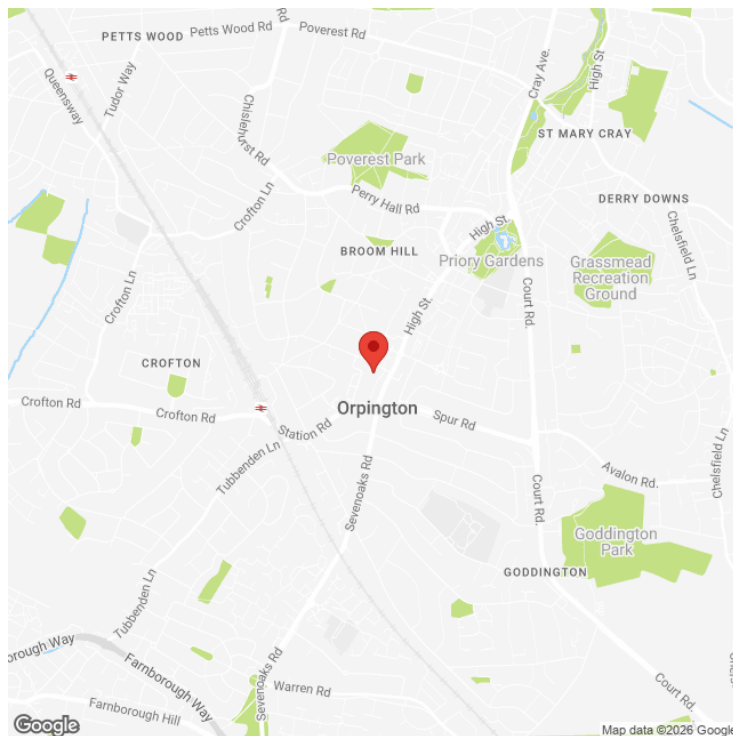 Rd
PETTS WOOD
Petts Wood Rd
Poverest Rd
Queensway
Tudor Way
Cray Ave.
High St
Chislehurst Rd
ST MARY CRAY
Poverest Park
Crofton Ln
Perry Hall Rd
DERRY DOWNS
Chelsfield Ln
High St.
BROOM HILL
Priory Gardens
Grassmead
Recreation
Ground
Crofton Ln
Court Rd.
High St.
CROFTON
Crofton Rd
Crofton Rd
Orpington
Station Rd
Spur Rd
Tubbenden Ln
Chelsfield Ln
Sevenoaks Rd
Avalon Rd.
Court Rd.
Goddington
Park
GODDINGTON
Tubbenden Ln
orough Way
Farnborough Way
Sevenoaks Rd
Warren Rd
Court Rd.
Farnborough Hill
Google
Map data ©2026 Google